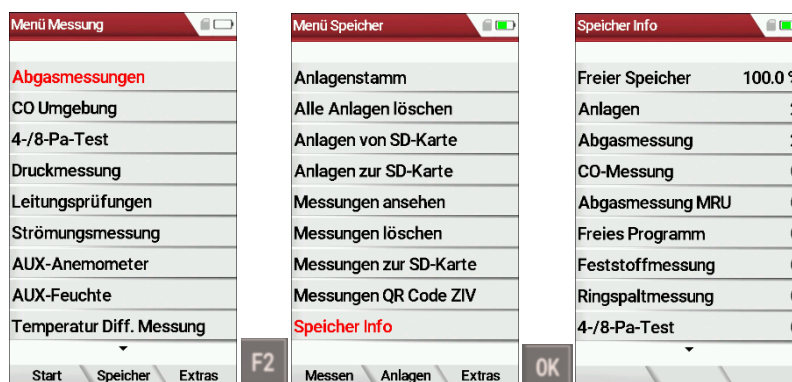 Menü Messung
Abgasmessungen
CO Umgebung
4-/8-Pa-Test
Druckmessung
Leitungsprüfungen
Strömungsmessung
AUX-Anemometer
AUX-Feuchte
Temperatur Diff. Messung
Start Speicher Extras
F2
Menü Speicher
Anlagenstamm
Alle Anlagen löschen
Anlagen von SD-Karte
Anlagen zur SD-Karte
Messungen ansehen
Messungen löschen
Messungen zur SD-Karte
Messungen QR Code ZIV
Speicher Info
Messen Anlagen Extras
OK
Speicher Info
Freier Speicher 100.0 %
Anlagen
Abgasmessung
CO-Messung
Abgasmessung MRU
Freies Programm
Feststoffmessung
Ringspaltmessung
4-/8-Pa-Test